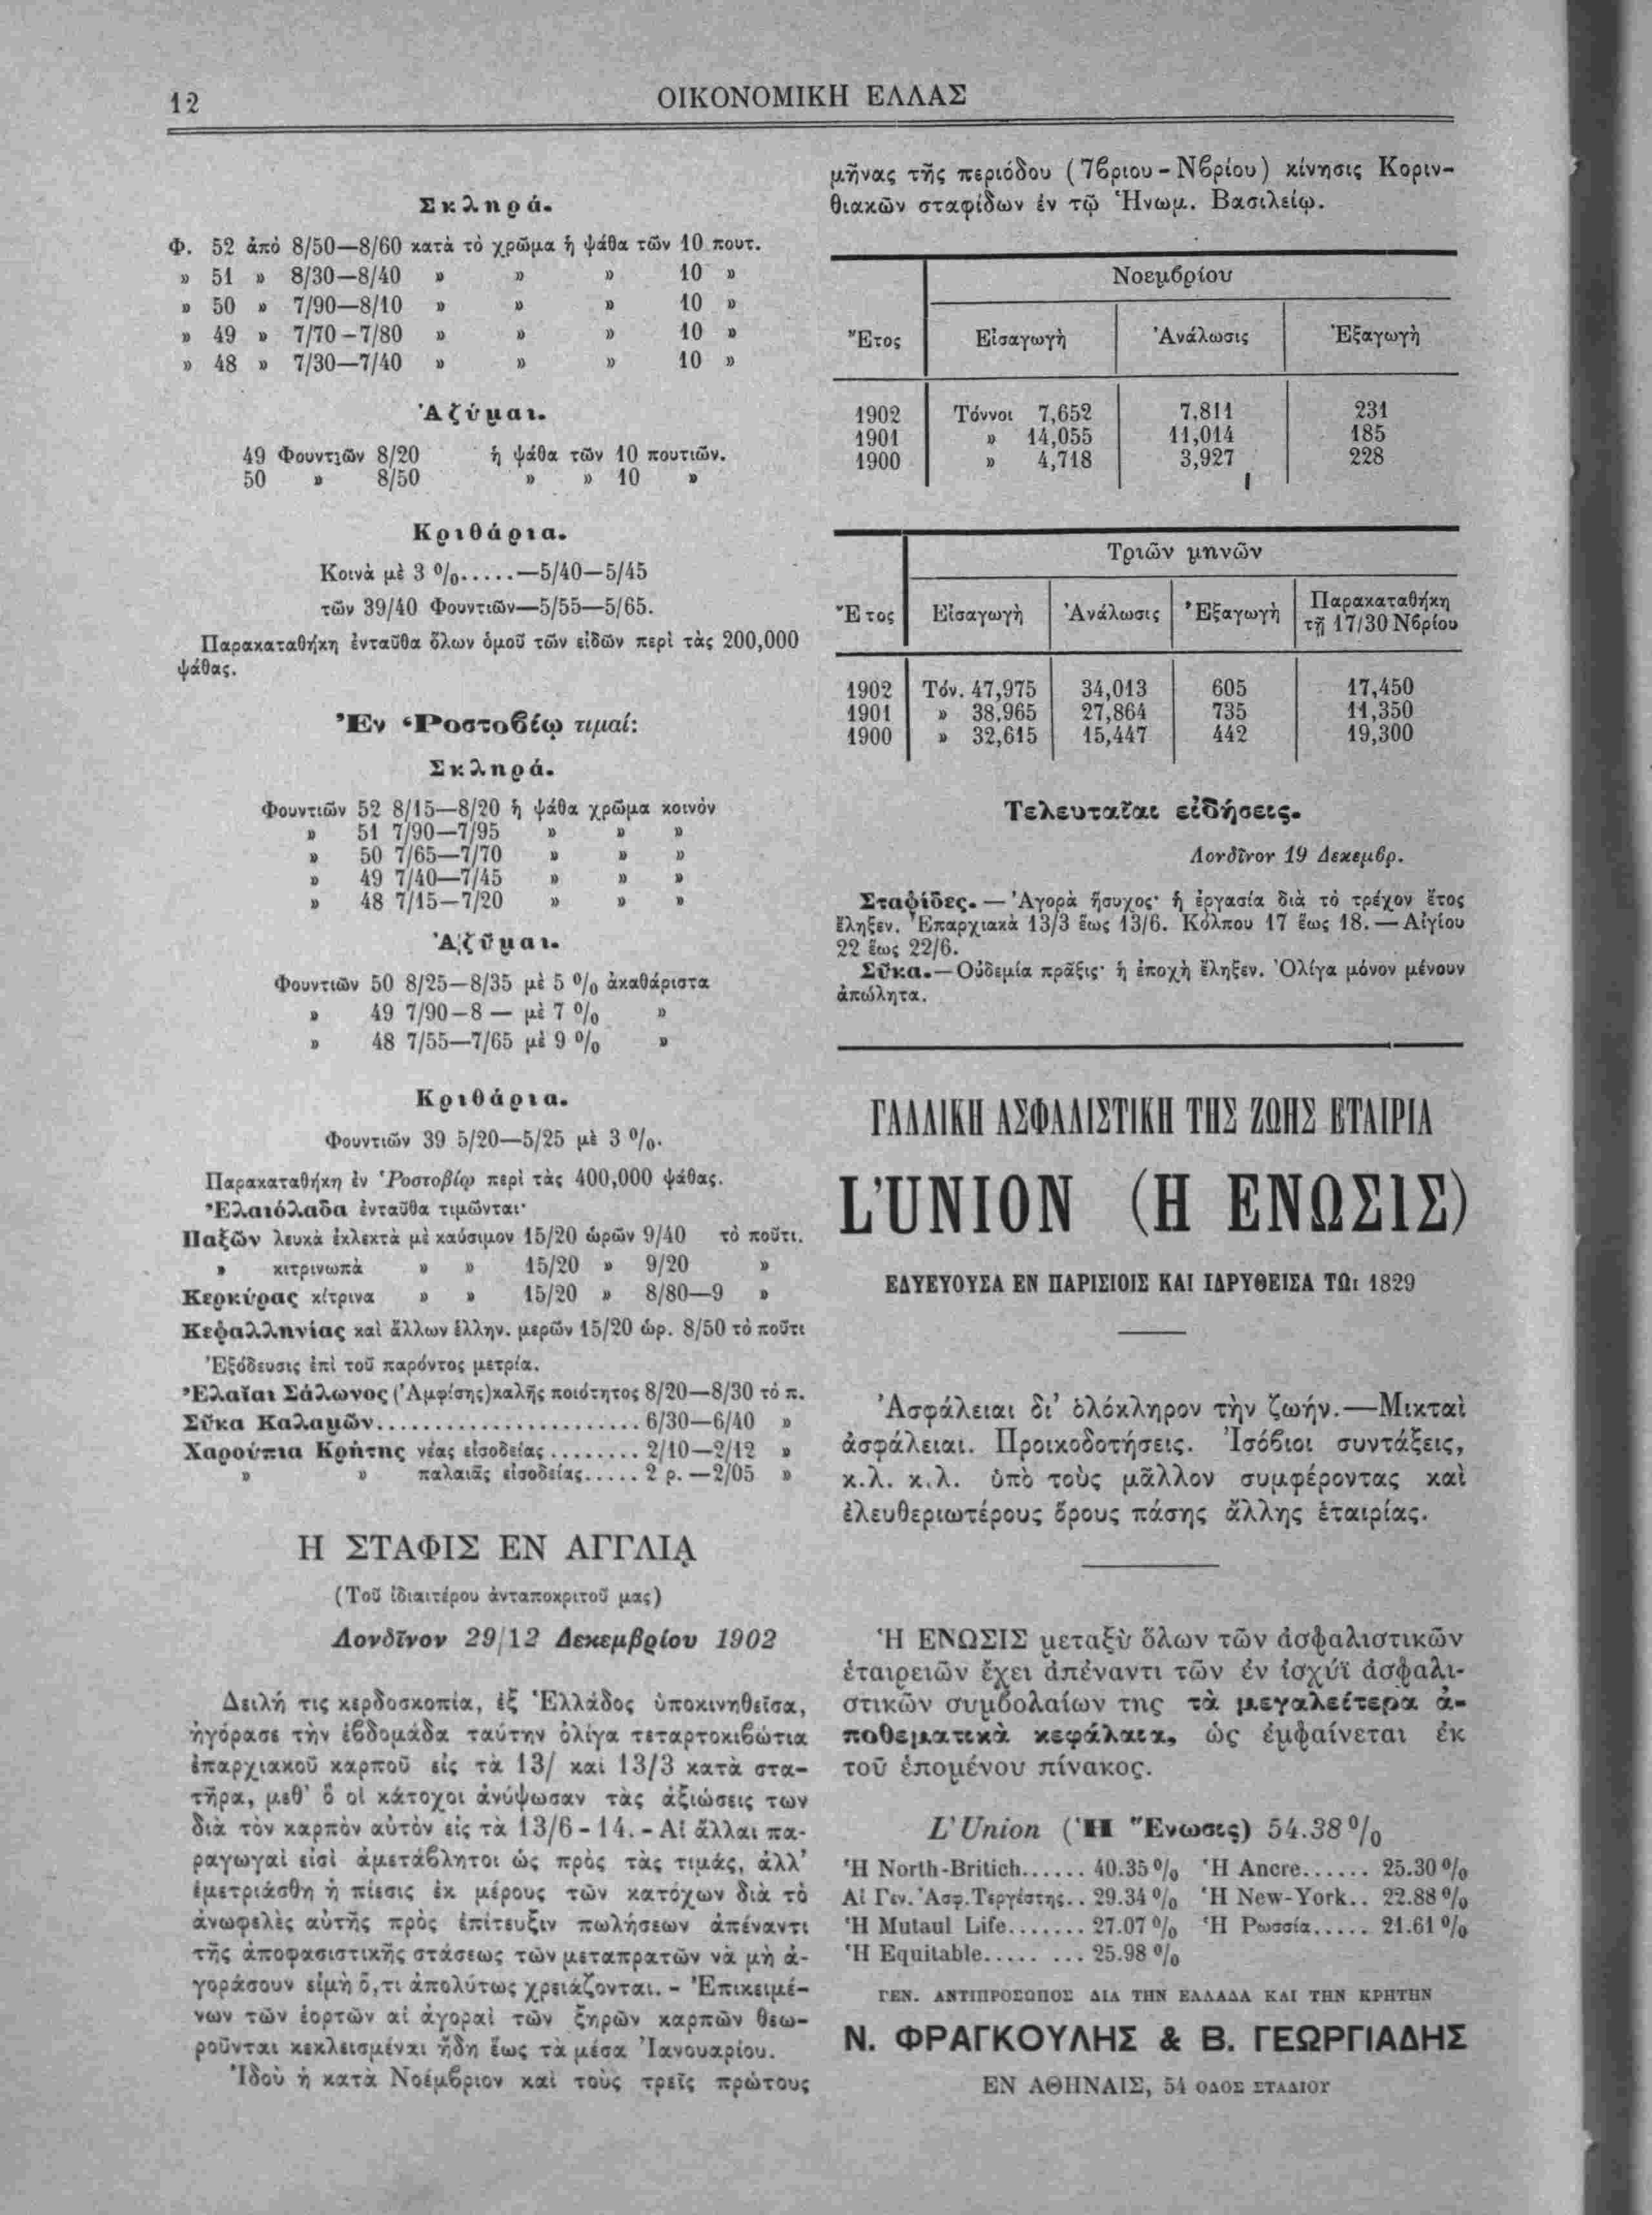 12
ΟΙΚΟΝΟΜΙΚΗ ΕΛΛΑΣ
Σκληρά.
Φ. 52 ἀπὸ 8/50—8/60 κατὰ τὸ χρῶμα ἡ ψάθα τῶν 10 πουτ.
» 51 » 8/30—8/40 » » » 10 »
» 50 » 7/90—8/10 » » » 10 »
» 49 » 7/70-7/80 » » » 10 »
» 48 » 7/30—7/40 » » » 10 »
Ἀζύμαι.
49 Φουντιῶν 8/20 ἡ ψάθα τῶν 10 πουτιῶν.
50 » 8/50 » » 10 »
Κριθάρια.
Κοινὰ μὲ 3 %.....—5/40—5/45
τῶν 39/40 Φουντιῶν—5/55—5/65.
Παρακαταθήκη ἐνταῦθα ὅλων ὁμοῦ τῶν εἰδῶν περὶ τὰς 200,000
ψάθας.
Ἐν Ῥοστοβίῳ τιμαί:
Σκληρά.
Φουντιῶν 52 8/15—8/20 ἡ ψάθα χρῶμα κοινόν
» 51 7/90—7/95 » » »
» 50 7/65—7/70 » » »
» 49 7/40—7/45 » » »
» 48 7/15—7/20 » » »
Ἀζῦμαι.
Φουντιῶν 50 8/25—8/35 μὲ 5 % ἀκαθάριστα
» 49 7/90—8 — μὲ 7 % »
» 48 7/55—7/65 μὲ 9 % »
Κριθάρια.
Φουντιῶν 39 5/20—5/25 μὲ 3 %.
Παρακαταθήκη ἐν Ῥοστοβίῳ περὶ τὰς 400,000 ψάθας.
Ἐλαιόλαδα ἐνταῦθα τιμῶνται·
Παξῶν λευκὰ ἐκλεκτὰ μὲ καύσιμον 15/20 ὡρῶν 9/40 τὸ ποῦτι.
» κιτρινωπὰ » » 15/20 » 9/20 »
Κερκύρας κίτρινα » » 15/20 » 8/80—9 »
Κεφαλληνίας καὶ ἄλλων ἑλλην. μερῶν 15/20 ὡρ. 8/50 τὸ ποῦτι
Ἐξόδευσις ἐπὶ τοῦ παρόντος μετρία.
Ἐλαῖαι Σάλωνος (Ἀμφίσης) καλῆς ποιότητος 8/20—8/30 τὸ π.
Σῦκα Καλαμῶν........................ 6/30—6/40 »
Χαρούπια Κρήτης νέας εἰσοδείας......... 2/10—2/12 »
» » παλαιᾶς εἰσοδείας..... 2 ρ. —2/05 »
Η ΣΤΑΦΙΣ ΕΝ ΑΓΓΛΙᾼ
(Τοῦ ἰδιαιτέρου ἀνταποκριτοῦ μας)
Λονδῖνον 29/12 Δεκεμβρίου 1902
Δειλή τις κερδοσκοπία, ἐξ Ἑλλάδος ὑποκινηθεῖσα,
ἠγόρασε τὴν ἑβδομάδα ταύτην ὀλίγα τεταρτοκιβώτια
ἐπαρχιακοῦ καρποῦ εἰς τὰ 13/ καὶ 13/3 κατὰ στα-
τῆρα, μεθ' ὃ οἱ κάτοχοι ἀνύψωσαν τὰς ἀξιώσεις των
διὰ τὸν καρπὸν αὐτὸν εἰς τὰ 13/6 - 14. - Αἱ ἄλλαι πα-
ραγωγαὶ εἰσὶ ἀμετάβλητοι ὡς πρὸς τὰς τιμάς, ἀλλ'
ἐμετριάσθη ἡ πίεσις ἐκ μέρους τῶν κατόχων διὰ τὸ
ἀνωφελὲς αὐτῆς πρὸς ἐπίτευξιν πωλήσεων ἀπέναντι
τῆς ἀποφασιστικῆς στάσεως τῶν μεταπρατῶν νὰ μὴ ἀ-
γοράσουν εἰμὴ ὅ,τι ἀπολύτως χρειάζονται. - Ἐπικειμέ-
νων τῶν ἑορτῶν αἱ ἀγοραὶ τῶν ξηρῶν καρπῶν θεω-
ροῦνται κεκλεισμέναι ἤδη ἕως τὰ μέσα Ἰανουαρίου.
Ἰδοὺ ἡ κατὰ Νοέμβριον καὶ τοὺς τρεῖς πρώτους
μῆνας τῆς περιόδου (7βριου - Νβρίου) κίνησις Κοριν-
θιακῶν σταφίδων ἐν τῷ Ἡνωμ. Βασιλείῳ.
Νοεμβρίου
Ἔτος Εἰσαγωγὴ Ἀνάλωσις Ἐξαγωγὴ
1902 Τόννοι 7,652 7,811 231
1901 » 14,055 11,014 185
1900 » 4,718 3,927 228
Τριῶν μηνῶν
Ἔτος Εἰσαγωγὴ Ἀνάλωσις Ἐξαγωγὴ Παρακαταθήκη
τῇ 17/30 Νβρίου
1902 Τόν. 47,975 34,013 605 17,450
1901 » 38,965 27,864 735 11,350
1900 » 32,615 15,447 442 19,300
Τελευταῖαι εἰδήσεις.
Λονδῖνον 19 Δεκεμβρ.
Σταφίδες. — Ἀγορὰ ἥσυχος· ἡ ἐργασία διὰ τὸ τρέχον ἔτος
ἔληξεν. Ἐπαρχιακὰ 13/3 ἕως 13/6. Κόλπου 17 ἕως 18. — Αἰγίου
22 ἕως 22/6.
Σῦκα.— Οὐδεμία πρᾶξις· ἡ ἐποχὴ ἔληξεν. Ὀλίγα μόνον μένουν
ἀπώλητα.
ΓΑΛΛΙΚΗ ΑΣΦΑΛΙΣΤΙΚΗ ΤΗΣ ΖΩΗΣ ΕΤΑΙΡΙΑ
L'UNION (Η ΕΝΩΣΙΣ)
ΕΔΥΕΥΟΥΣΑ ΕΝ ΠΑΡΙΣΙΟΙΣ ΚΑΙ ΙΔΡΥΘΕΙΣΑ ΤΩι 1829
Ἀσφάλειαι δι' ὁλόκληρον τὴν ζωήν.—Μικταὶ
ἀσφάλειαι. Προικοδοτήσεις. Ἰσόβιοι συντάξεις,
κ.λ. κ.λ. ὑπὸ τοὺς μᾶλλον συμφέροντας καὶ
ἐλευθεριωτέρους ὅρους πάσης ἄλλης ἑταιρίας.
Ἡ ΕΝΩΣΙΣ μεταξὺ ὅλων τῶν ἀσφαλιστικῶν
ἑταιρειῶν ἔχει ἀπέναντι τῶν ἐν ἰσχύϊ ἀσφαλι-
στικῶν συμβολαίων της τὰ μεγαλείτερα ἀ-
ποθεματικὰ κεφάλαια, ὡς ἐμφαίνεται ἐκ
τοῦ ἑπομένου πίνακος.
L'Union (Ἡ Ἕνωσις) 54.38 %
Ἡ North-Britich...... 40.35 % Ἡ Ancre...... 25.30 %
Αἱ Γεν. Ἀσφ. Τεργέστης.. 29.34 % Ἡ New-York.. 22.88 %
Ἡ Mutaul Life....... 27.07 % Ἡ Ρωσσία..... 21.61 %
Ἡ Equitable..... ... 25.98 %
ΓΕΝ. ΑΝΤΙΠΡΟΣΩΠΟΣ ΔΙΑ ΤΗΝ ΕΛΛΑΔΑ ΚΑΙ ΤΗΝ ΚΡΗΤΗΝ
Ν. ΦΡΑΓΚΟΥΛΗΣ & Β. ΓΕΩΡΓΙΑΔΗΣ
ΕΝ ΑΘΗΝΑΙΣ, 54 ΟΔΟΣ ΣΤΑΔΙΟΥ